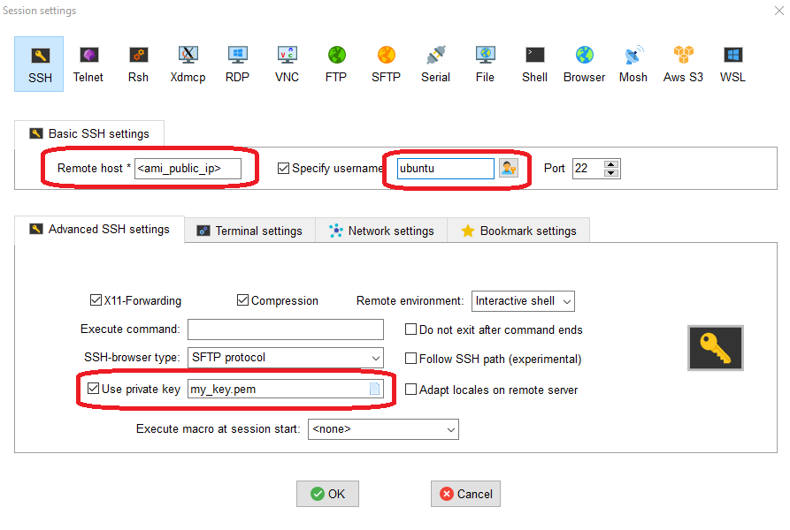 Session settings
SSH Telnet Rsh Xdmcp RDP VNC FTP SFTP Serial File Shell Browser Mosh Aws S3 WSL
Basic SSH settings
Remote host * <ami_public_ip> Specify username ubuntu Port 22
Advanced SSH settings Terminal settings Network settings Bookmark settings
X11-Forwarding Compression Remote environment: Interactive shell
Execute command: Do not exit after command ends
SSH-browser type: SFTP protocol Follow SSH path (experimental)
Use private key my_key.pem Adapt locales on remote server
Execute macro at session start: <none>
OK Cancel